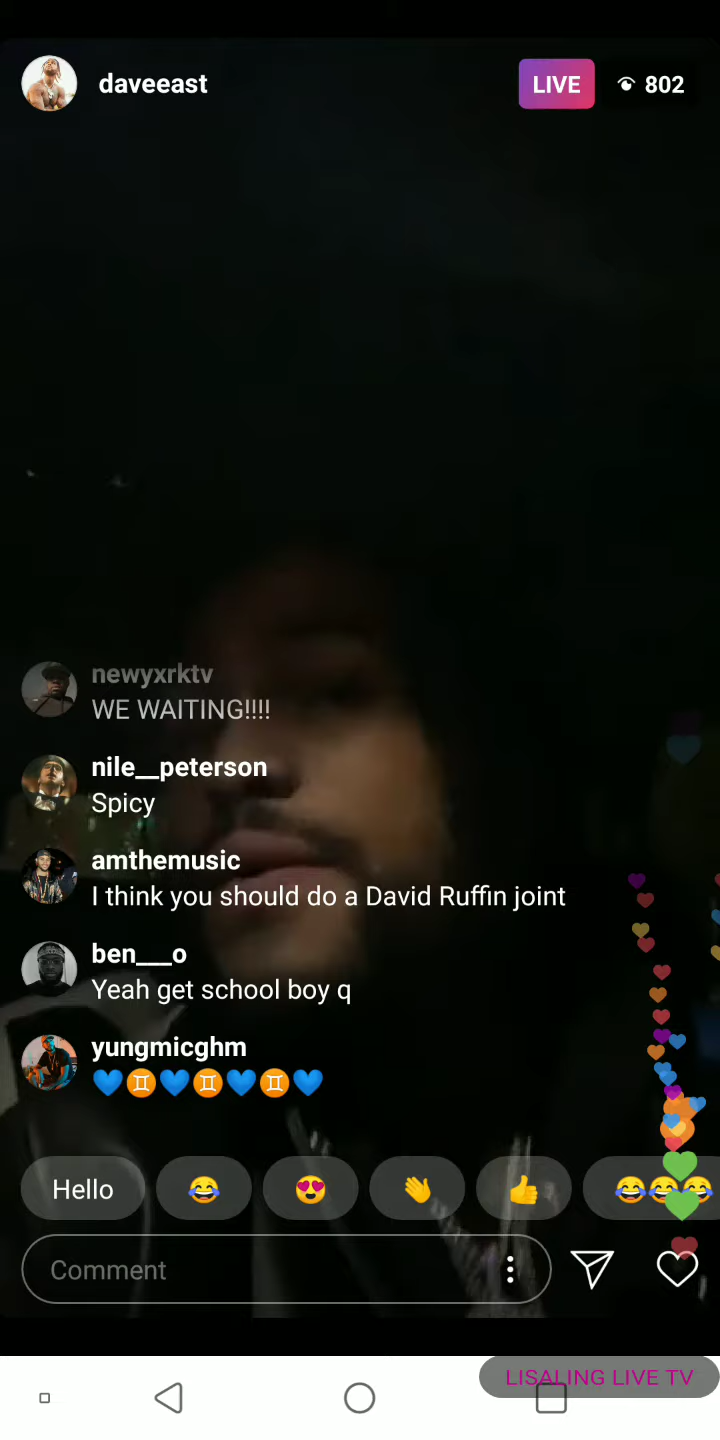 daveeast
LIVE
802
newyxrktv
WE WAITING!!!!
nile__peterson
Spicy
amthemusic
I think you should do a David Ruffin joint
ben___o
Yeah get school boy q
yungmicghm
💙♊💙♊💙♊💙
Hello 😂 😍 👋 👍 😂😂😂
Comment
LISALING LIVE TV